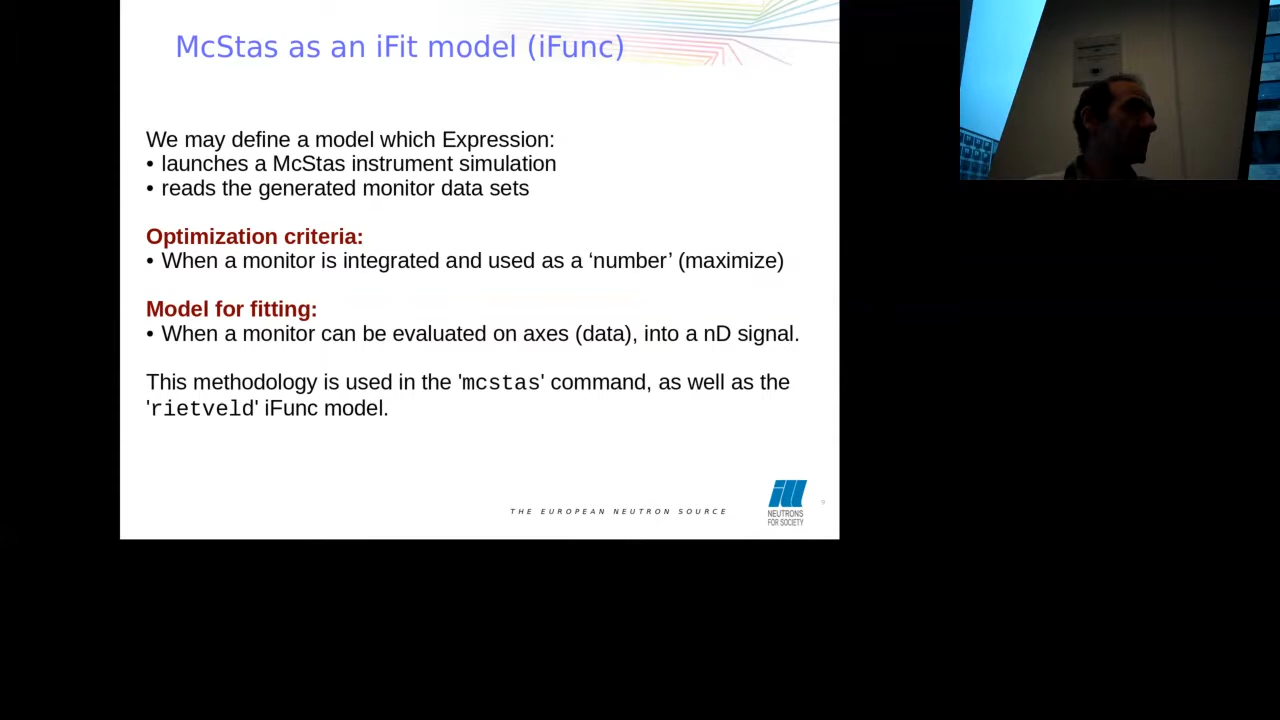 McStas as an iFit model (iFunc)
We may define a model which Expression:
• launches a McStas instrument simulation
• reads the generated monitor data sets
Optimization criteria:
• When a monitor is integrated and used as a ‘number’ (maximize)
Model for fitting:
• When a monitor can be evaluated on axes (data), into a nD signal.
This methodology is used in the 'mcstas' command, as well as the
'rietveld' iFunc model.
THE EUROPEAN NEUTRON SOURCE
ill
NEUTRONS
FOR SOCIETY
9